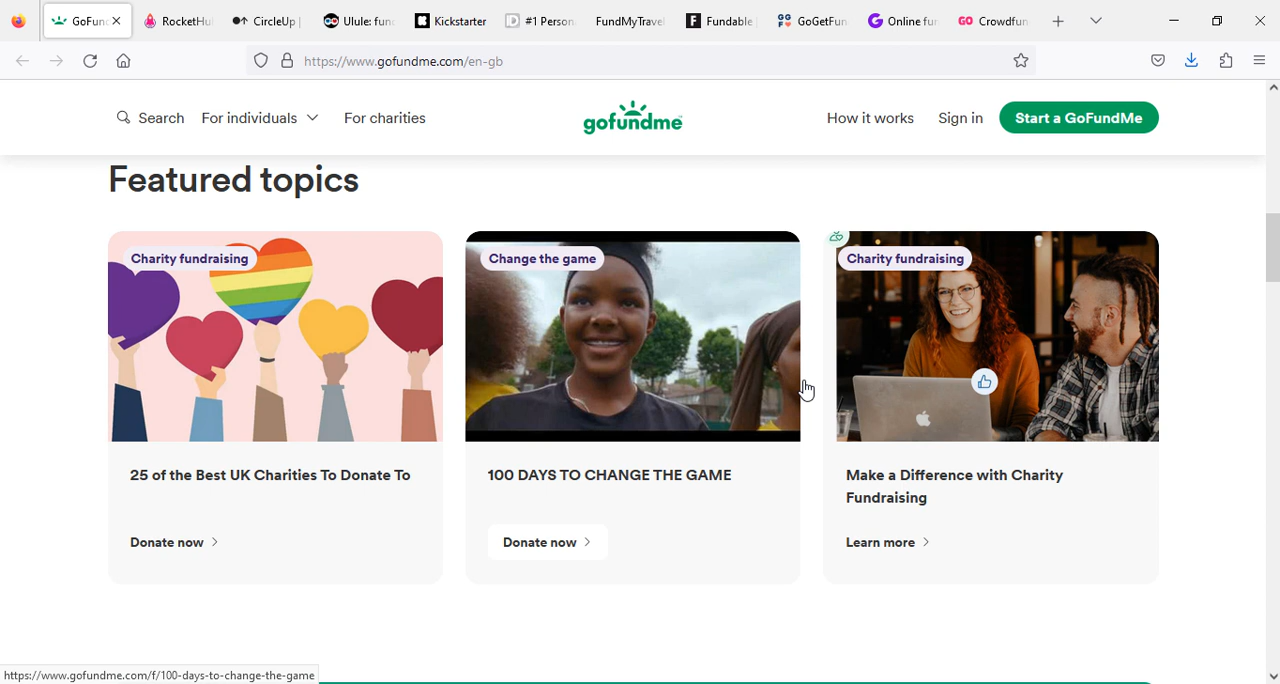 GoFun
RocketHu
CircleUp |
Ulule: fun
Kickstarter
#1 Person
FundMyTravel
Fundable |
GoGetFun
Online fun
Crowdfun
https://www.gofundme.com/en-gb
Search
For individuals
For charities
gofundme
How it works
Sign in
Start a GoFundMe
Featured topics
Charity fundraising
Change the game
Charity fundraising
25 of the Best UK Charities To Donate To
100 DAYS TO CHANGE THE GAME
Make a Difference with Charity
Fundraising
Donate now
Donate now
Learn more
https://www.gofundme.com/f/100-days-to-change-the-game